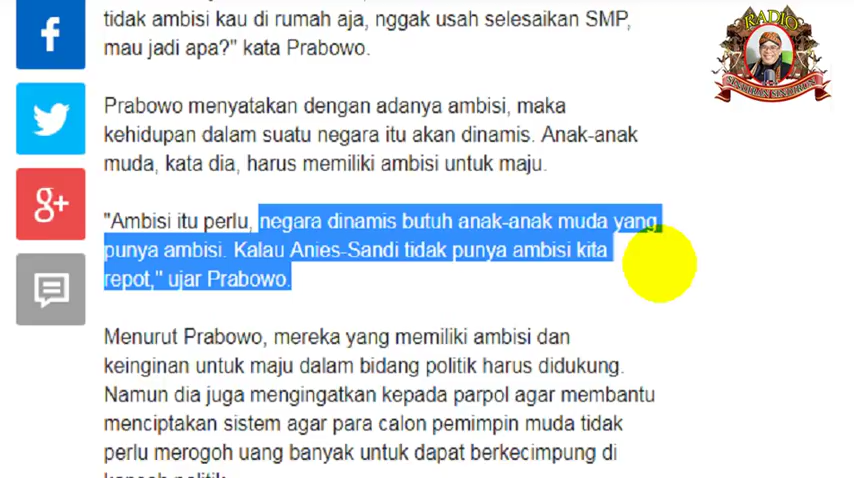 tidak ambisi kau di rumah aja, nggak usah selesaikan SMP,
mau jadi apa?" kata Prabowo.
RADIO
Prabowo menyatakan dengan adanya ambisi, maka
kehidupan dalam suatu negara itu akan dinamis. Anak-anak
muda, kata dia, harus memiliki ambisi untuk maju.
"Ambisi itu perlu, negara dinamis butuh anak-anak muda yang
punya ambisi. Kalau Anies-Sandi tidak punya ambisi kita
repot," ujar Prabowo.
Menurut Prabowo, mereka yang memiliki ambisi dan
keinginan untuk maju dalam bidang politik harus didukung.
Namun dia juga mengingatkan kepada parpol agar membantu
menciptakan sistem agar para calon pemimpin muda tidak
perlu merogoh uang banyak untuk dapat berkecimpung di